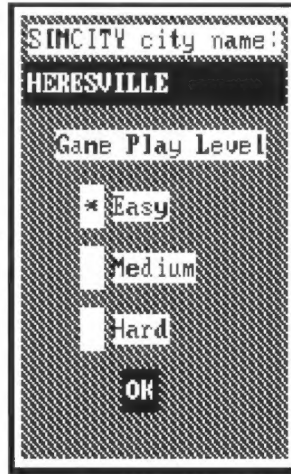 SIMCITY city name:
HERESVILLE
Game Play Level
* Easy
Medium
Hard
OK